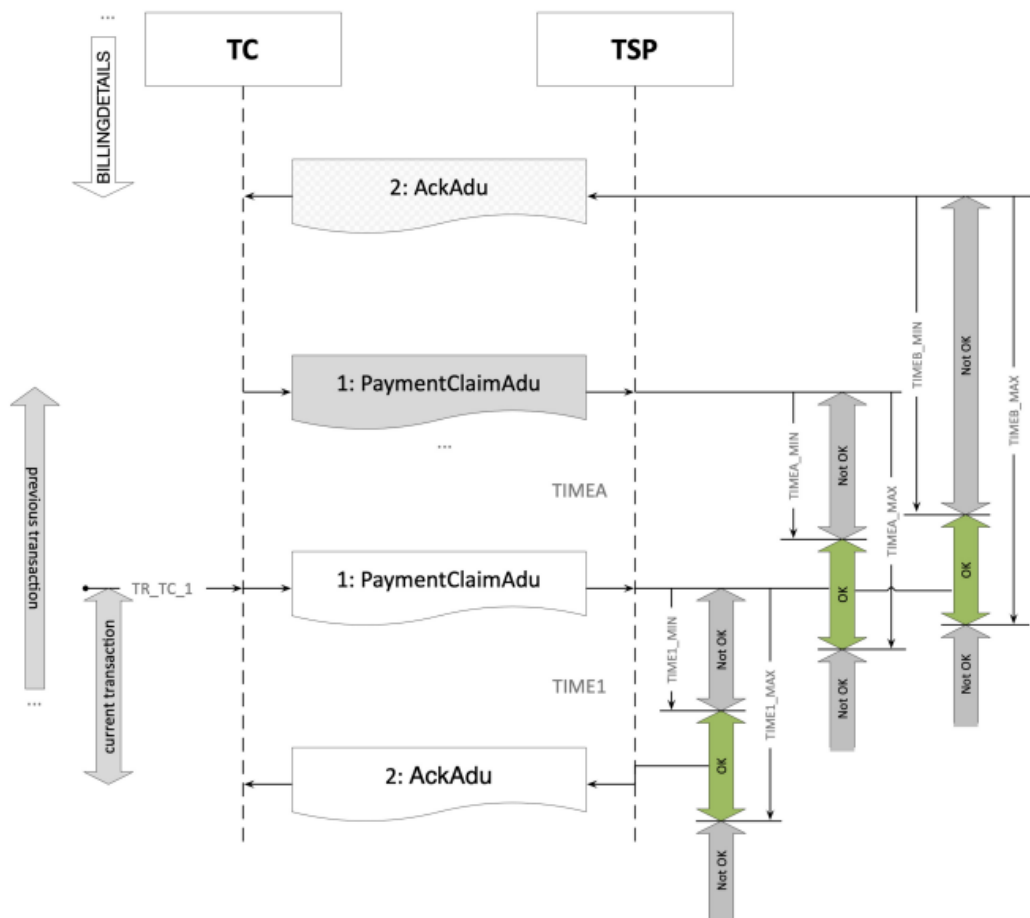 ...
BILLINGDETAILS
TC
TSP
2: AckAdu
1: PaymentClaimAdu
...
TIMEA
previous transaction
...
TR_TC_1
1: PaymentClaimAdu
current transaction
TIME1
2: AckAdu
TIME1_MIN
Not OK
OK
Not OK
TIME1_MAX
TIMEA_MIN
Not OK
OK
Not OK
TIMEA_MAX
TIMEB_MIN
Not OK
OK
Not OK
TIMEB_MAX